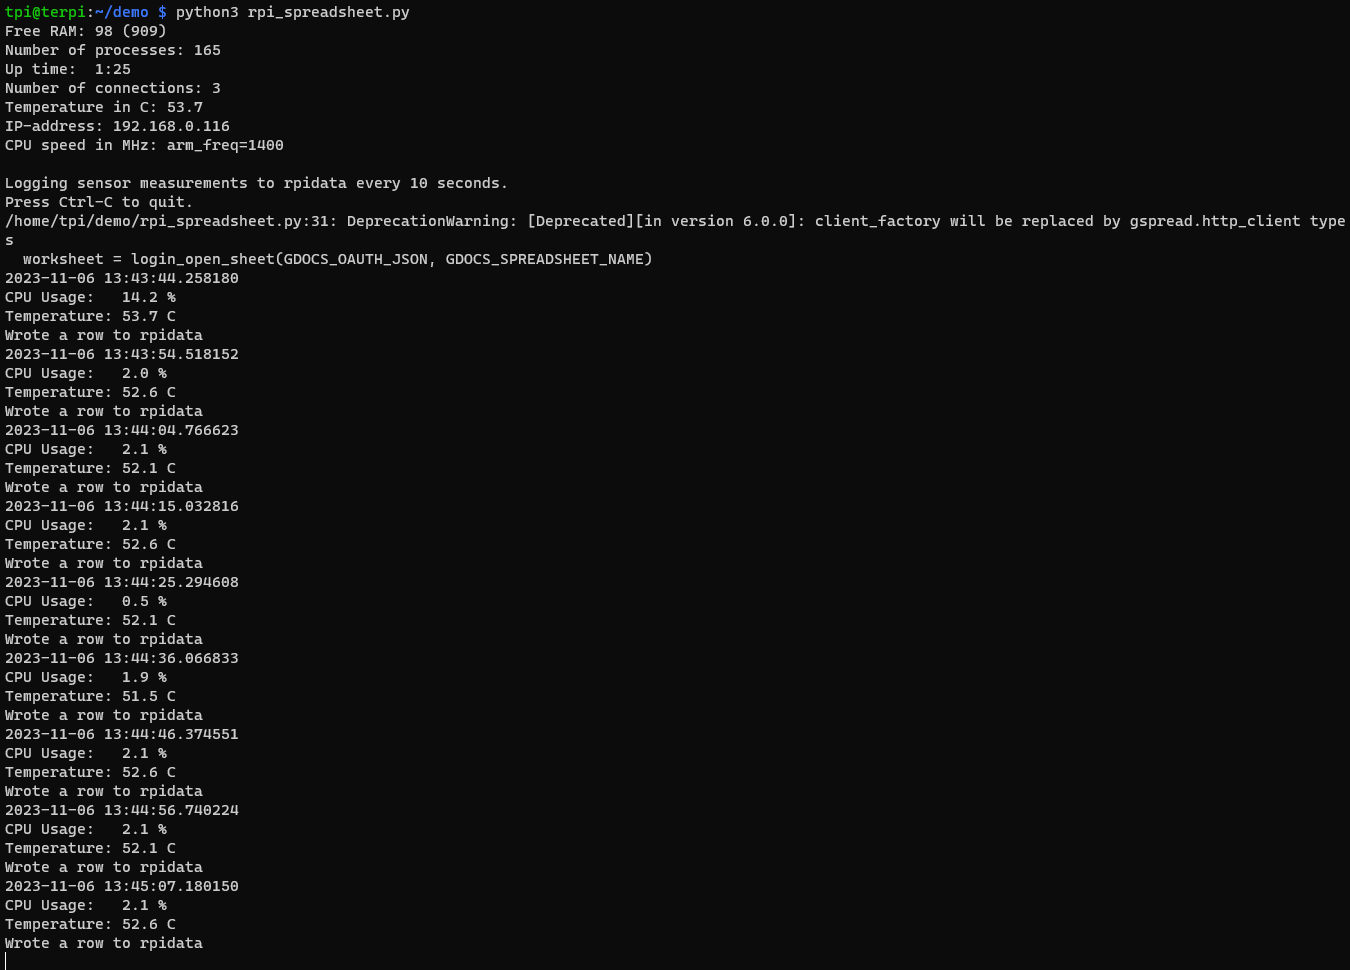 tpi@terpi:~/demo $ python3 rpi_spreadsheet.py
Free RAM: 98 (909)
Number of processes: 165
Up time:  1:25
Number of connections: 3
Temperature in C: 53.7
IP-address: 192.168.0.116
CPU speed in MHz: arm_freq=1400

Logging sensor measurements to rpidata every 10 seconds.
Press Ctrl-C to quit.
/home/tpi/demo/rpi_spreadsheet.py:31: DeprecationWarning: [Deprecated][in version 6.0.0]: client_factory will be replaced by gspread.http_client type
s
  worksheet = login_open_sheet(GDOCS_OAUTH_JSON, GDOCS_SPREADSHEET_NAME)
2023-11-06 13:43:44.258180
CPU Usage:   14.2 %
Temperature: 53.7 C
Wrote a row to rpidata
2023-11-06 13:43:54.518152
CPU Usage:   2.0 %
Temperature: 52.6 C
Wrote a row to rpidata
2023-11-06 13:44:04.766623
CPU Usage:   2.1 %
Temperature: 52.1 C
Wrote a row to rpidata
2023-11-06 13:44:15.032816
CPU Usage:   2.1 %
Temperature: 52.6 C
Wrote a row to rpidata
2023-11-06 13:44:25.294608
CPU Usage:   0.5 %
Temperature: 52.1 C
Wrote a row to rpidata
2023-11-06 13:44:36.066833
CPU Usage:   1.9 %
Temperature: 51.5 C
Wrote a row to rpidata
2023-11-06 13:44:46.374551
CPU Usage:   2.1 %
Temperature: 52.6 C
Wrote a row to rpidata
2023-11-06 13:44:56.740224
CPU Usage:   2.1 %
Temperature: 52.1 C
Wrote a row to rpidata
2023-11-06 13:45:07.180150
CPU Usage:   2.1 %
Temperature: 52.6 C
Wrote a row to rpidata